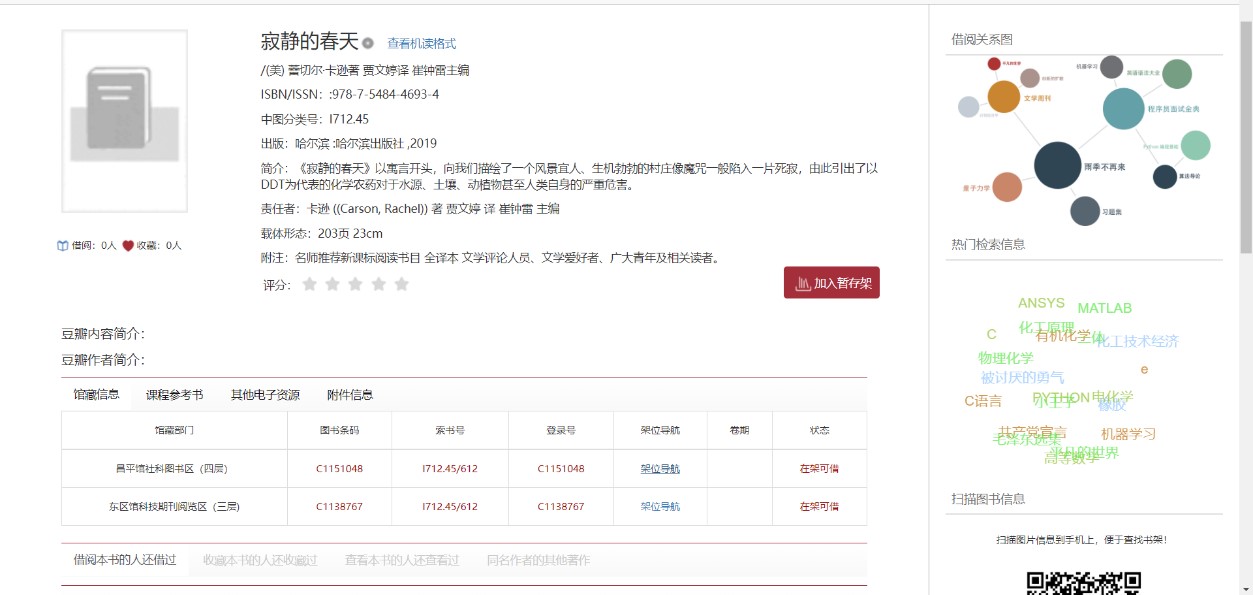 寂静的春天 查看机读格式
/(美) 蕾切尔·卡逊著 贾文婷译 崔钟雷主编
ISBN/ISSN：:978-7-5484-4693-4
中图分类号：I712.45
出版：哈尔滨 :哈尔滨出版社 ,2019
简介：《寂静的春天》以寓言开头，向我们描绘了一个风景宜人、生机勃勃的村庄像魔咒一般陷入一片死寂，由此引出了以
DDT为代表的化学农药对于水源、土壤、动植物甚至人类自身的严重危害。
责任者：卡逊 ((Carson, Rachel)) 著 贾文婷 译 崔钟雷 主编
载体形态：203页 23cm
附注：名师推荐新课标阅读书目 全译本 文学评论人员、文学爱好者、广大青年及相关读者。
借阅：0人 收藏：0人
评分：
加入暂存架
豆瓣内容简介：
豆瓣作者简介：
馆藏信息 课程参考书 其他电子资源 附件信息
馆藏部门 图书条码 索书号 登录号 架位导航 卷期 状态
昌平馆社科图书区（四层） C1151048 I712.45/612 C1151048 架位导航 在架可借
东区馆科技期刊阅览区（三层） C1138767 I712.45/612 C1138767 架位导航 在架可借
借阅本书的人还借过 收藏本书的人还收藏过 查看本书的人还查看过 同名作者的其他著作
借阅关系图
机器学习
文学周刊
程序员面试金典
雨季不再来
算法导论
量子力学
习题集
热门检索信息
ANSYS MATLAB
C 化工原理 有机化学 化工技术经济
物理化学
被讨厌的勇气 e
C语言 PYTHON 电化学
小王子 橡胶
共产党宣言 机器学习
毛泽东选集
平凡的世界
高等数学
扫描图书信息
扫描图片信息到手机上，便于查找书架！